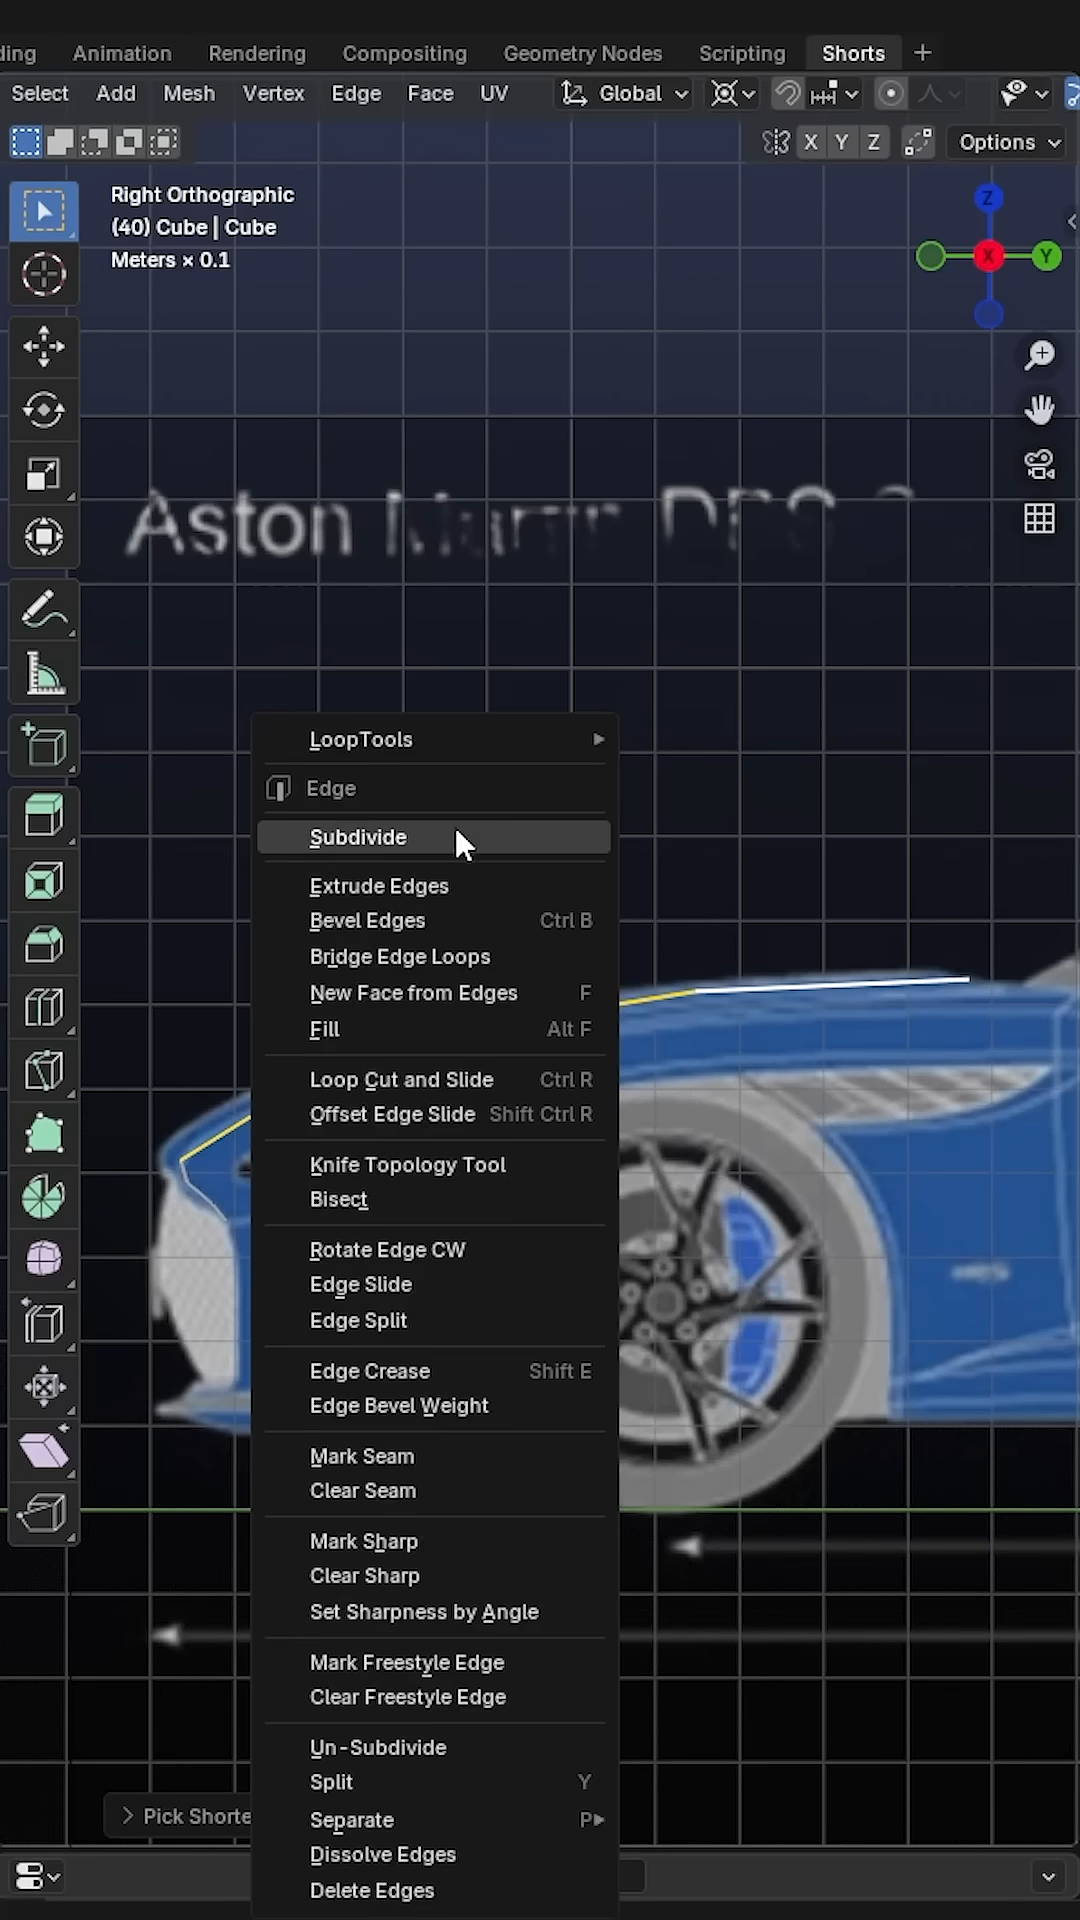 Animation Rendering Compositing Geometry Nodes Scripting Shorts +
Select Add Mesh Vertex Edge Face UV Global
X Y Z Options
Right Orthographic
(40) Cube | Cube
Meters × 0.1
Z
X
Y
Aston
LoopTools
Edge
Subdivide
Extrude Edges
Bevel Edges Ctrl B
Bridge Edge Loops
New Face from Edges F
Fill Alt F
Loop Cut and Slide Ctrl R
Offset Edge Slide Shift Ctrl R
Knife Topology Tool
Bisect
Rotate Edge CW
Edge Slide
Edge Split
Edge Crease Shift E
Edge Bevel Weight
Mark Seam
Clear Seam
Mark Sharp
Clear Sharp
Set Sharpness by Angle
Mark Freestyle Edge
Clear Freestyle Edge
Un-Subdivide
Split Y
Separate P
Dissolve Edges
Delete Edges
Pick Shorte